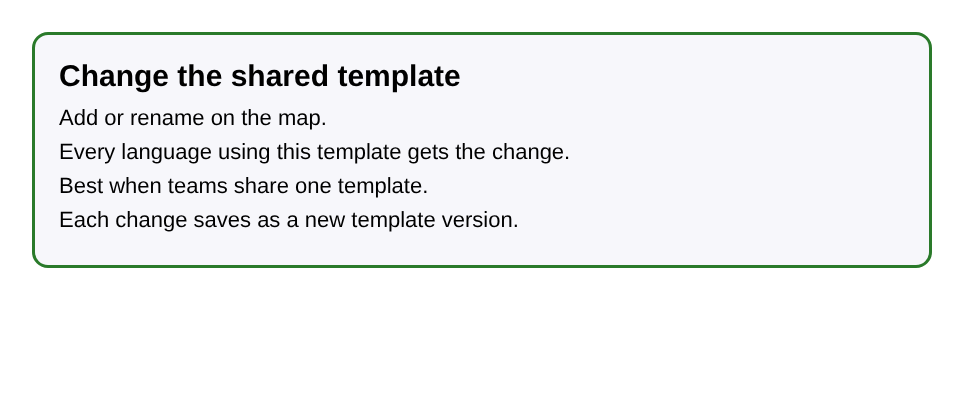 Change the shared template
Add or rename on the map.
Every language using this template gets the change.
Best when teams share one template.
Each change saves as a new template version.